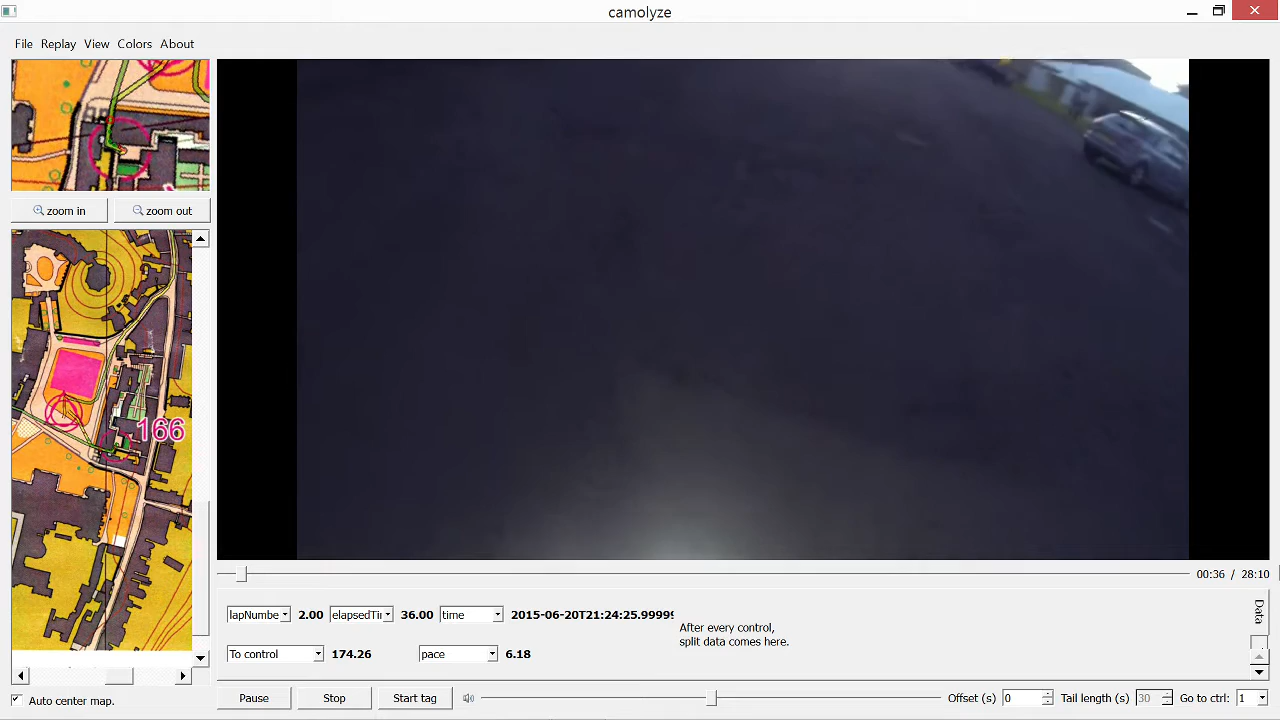 camolyze
File Replay View Colors About
zoom in zoom out
166
00:36 / 28:10
lapNumbe 2.00 elapsedTi 36.00 time 2015-06-20T21:24:25.9999
After every control,
split data comes here.
Data
To control 174.26 pace 6.18
Auto center map.
Pause Stop Start tag Offset (s) 0 Tail length (s) 30 Go to ctrl: 1